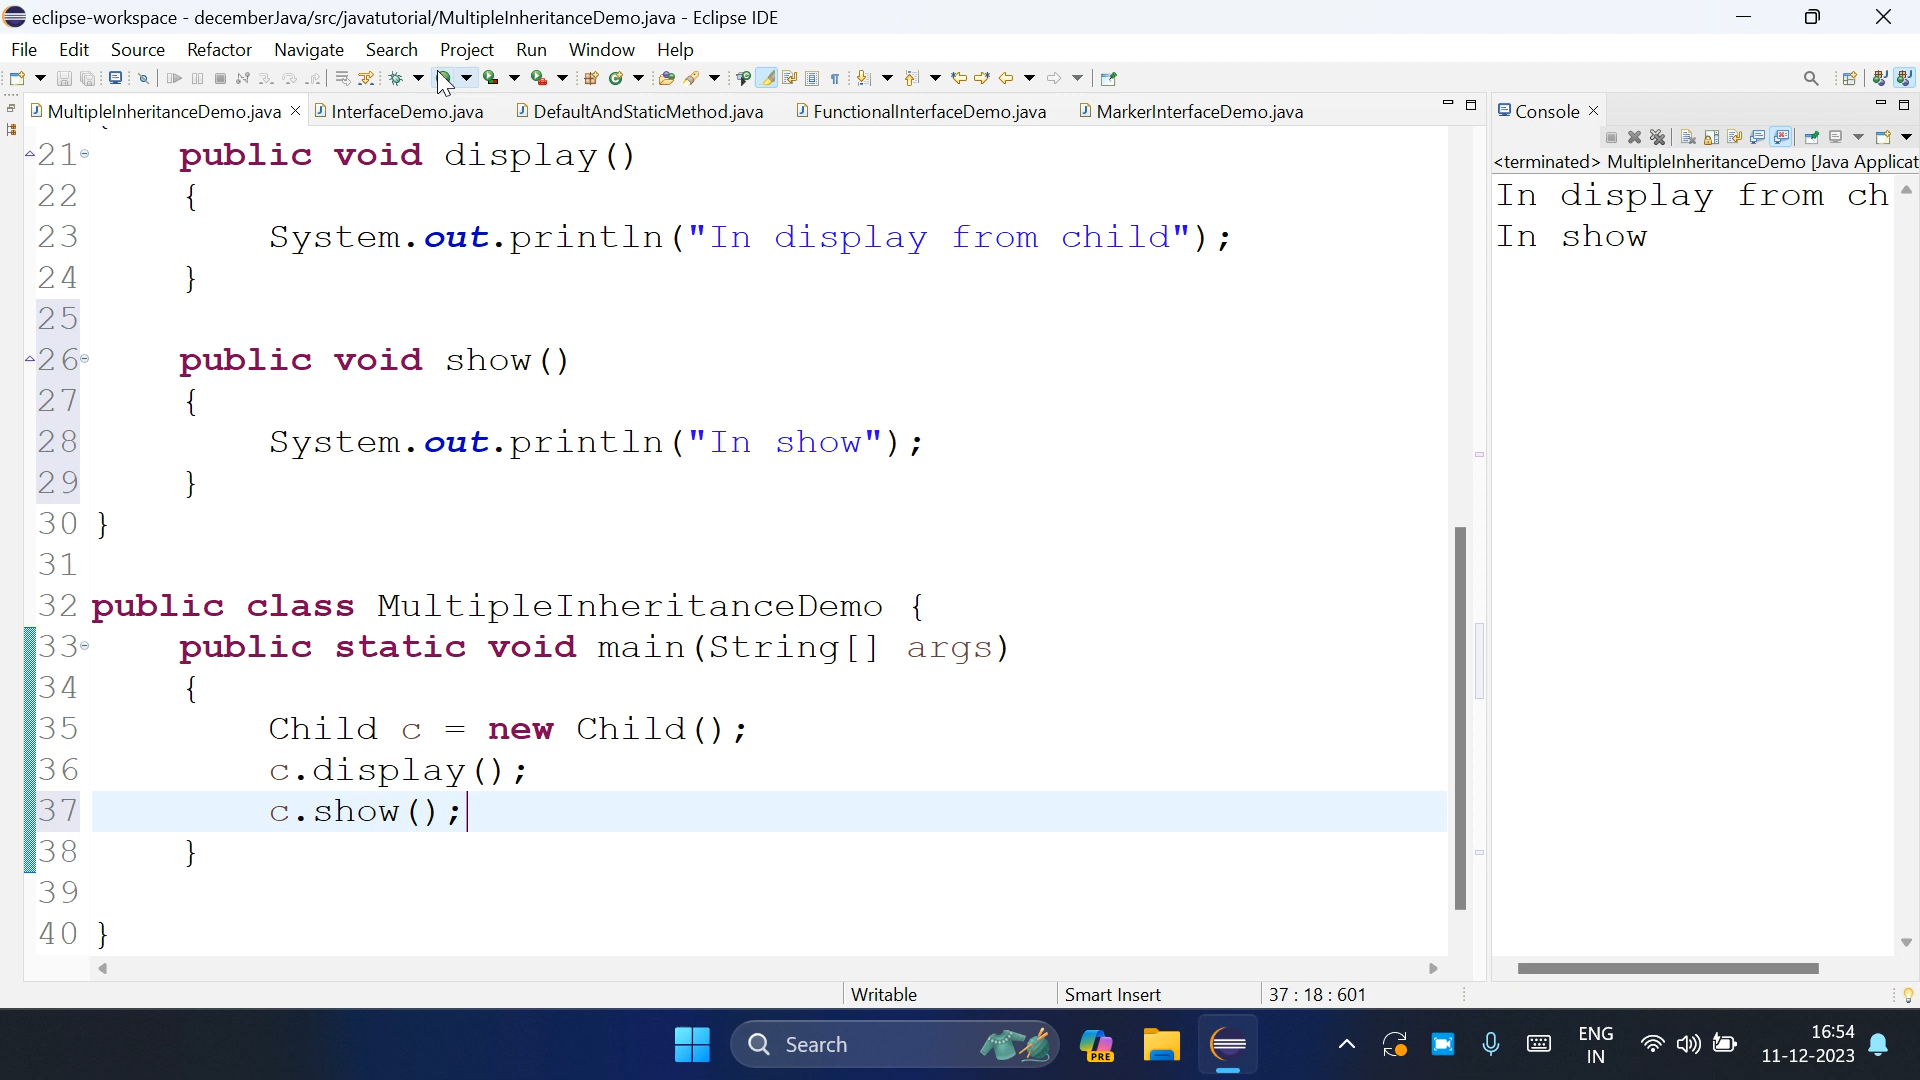 eclipse-workspace - decemberJava/src/javatutorial/MultipleInheritanceDemo.java - Eclipse IDE
File Edit Source Refactor Navigate Search Project Run Window Help
MultipleInheritanceDemo.java InterfaceDemo.java DefaultAndStaticMethod.java FunctionalInterfaceDemo.java MarkerInterfaceDemo.java
21 public void display()
22 {
23 System.out.println("In display from child");
24 }
25
26 public void show()
27 {
28 System.out.println("In show");
29 }
30 }
31
32 public class MultipleInheritanceDemo {
33 public static void main(String[] args)
34 {
35 Child c = new Child();
36 c.display();
37 c.show();
38 }
39
40 }
Console
<terminated> MultipleInheritanceDemo [Java Applicat
In display from ch
In show
Writable Smart Insert 37 : 18 : 601
Search
PRE
ENG
IN
16:54
11-12-2023